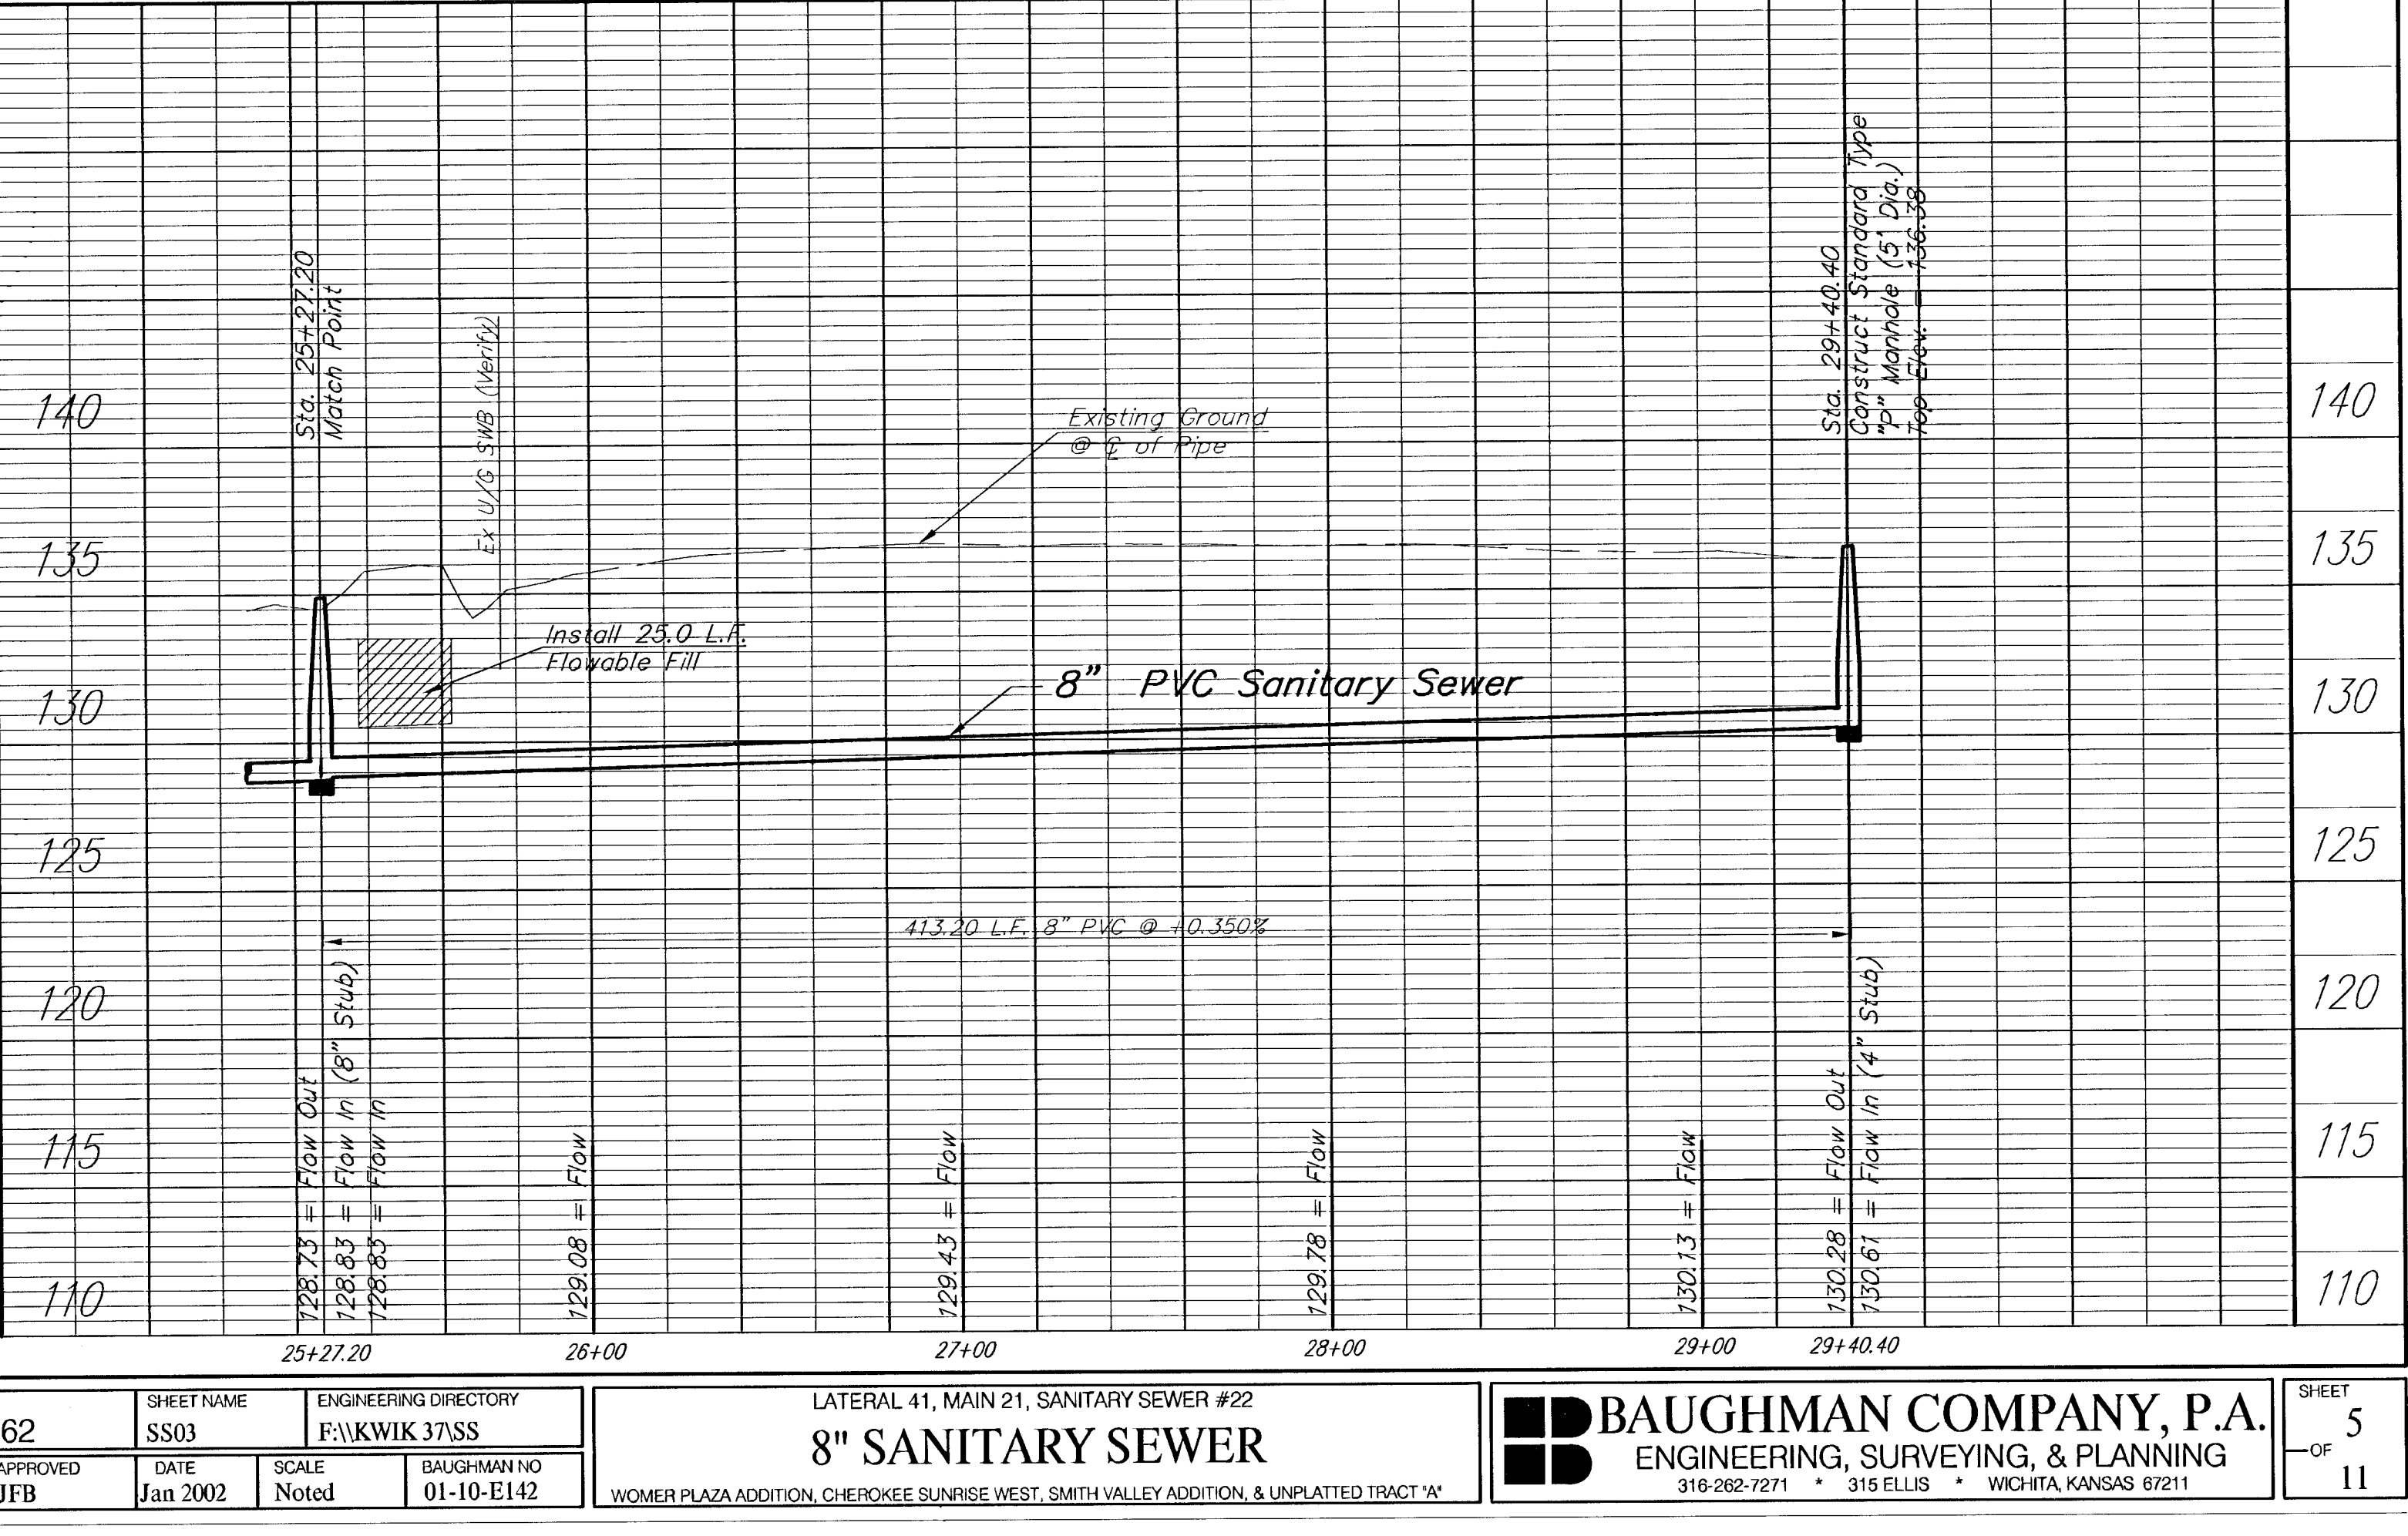 Sta. 25+27.20
Match Point
Ex U/G SWB (Verify)
Existing Ground
@ ℄ of Pipe
Sta. 29+40.40
Construct Standard Type
"P" Manhole (5' Dia.)
Top Elev. = 136.38
140
140
135
135
Install 25.0 L.F.
Flowable Fill
8" PVC Sanitary Sewer
130
130
125
125
413.20 L.F. 8" PVC @ +0.350%
120
120
115
115
110
110
128.73 = Flow Out
128.83 = Flow In (8" Stub)
128.83 = Flow In
129.08 = Flow
129.43 = Flow
129.78 = Flow
130.13 = Flow
130.28 = Flow Out
130.61 = Flow In (4" Stub)
25+27.20 26+00 27+00 28+00 29+00 29+40.40
62
SHEET NAME
SS03
ENGINEERING DIRECTORY
F:\\KWIK 37\SS
APPROVED
JFB
DATE
Jan 2002
SCALE
Noted
BAUGHMAN NO
01-10-E142
LATERAL 41, MAIN 21, SANITARY SEWER #22
8" SANITARY SEWER
WOMER PLAZA ADDITION, CHEROKEE SUNRISE WEST, SMITH VALLEY ADDITION, & UNPLATTED TRACT "A"
BAUGHMAN COMPANY, P.A.
ENGINEERING, SURVEYING, & PLANNING
316-262-7271 * 315 ELLIS * WICHITA, KANSAS 67211
SHEET
5
OF
11